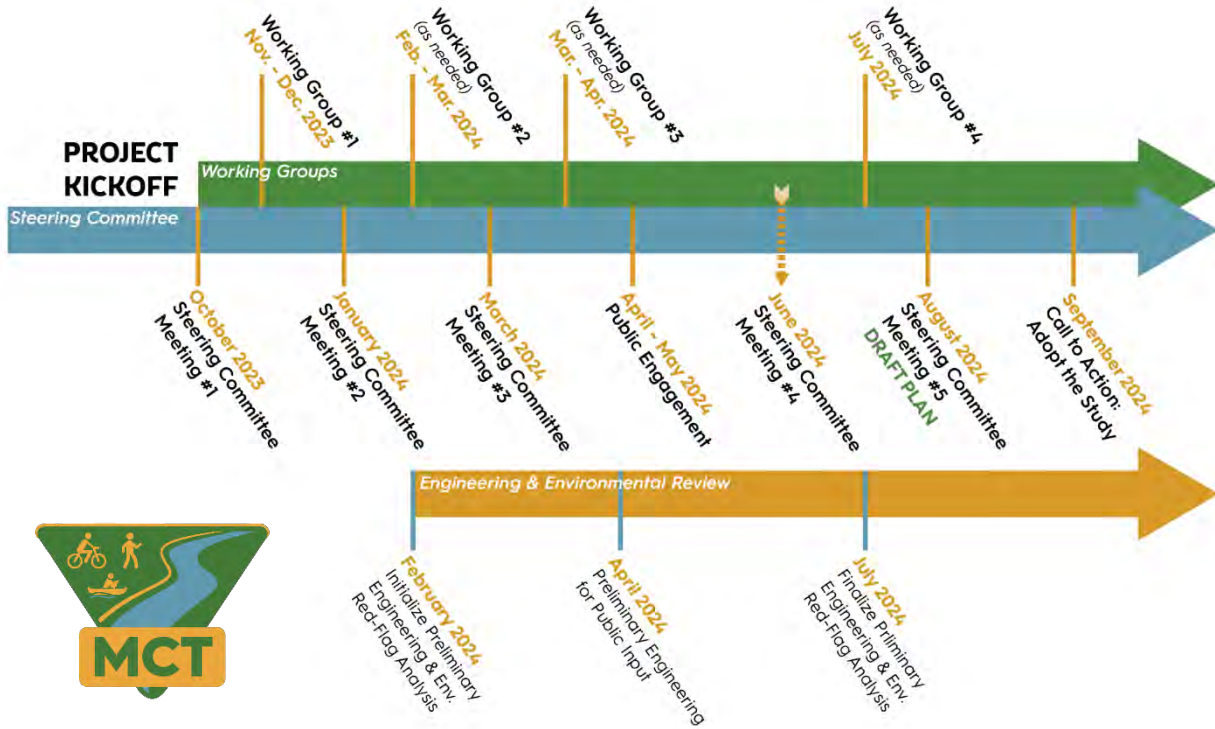 Nov. - Dec. 2023
Working Group #1
Feb. - Mar. 2024
(as needed)
Working Group #2
Mar. - Apr. 2024
(as needed)
Working Group #3
July 2024
(as needed)
Working Group #4
PROJECT
KICKOFF
Working Groups
Steering Committee
October 2023
Steering Committee
Meeting #1
January 2024
Steering Committee
Meeting #2
March 2024
Steering Committee
Meeting #3
April - May 2024
Public Engagement
June 2024
Steering Committee
Meeting #4
August 2024
Steering Committee
Meeting #5
DRAFT PLAN
September 2024
Call to Action:
Adopt the Study
Engineering & Environmental Review
February 2024
Initialize Preliminary
Engineering & Env.
Red-Flag Analysis
April 2024
Preliminary Engineering
for Public Input
July 2024
Finalize Priliminary
Engineering & Env.
Red-Flag Analysis
MCT